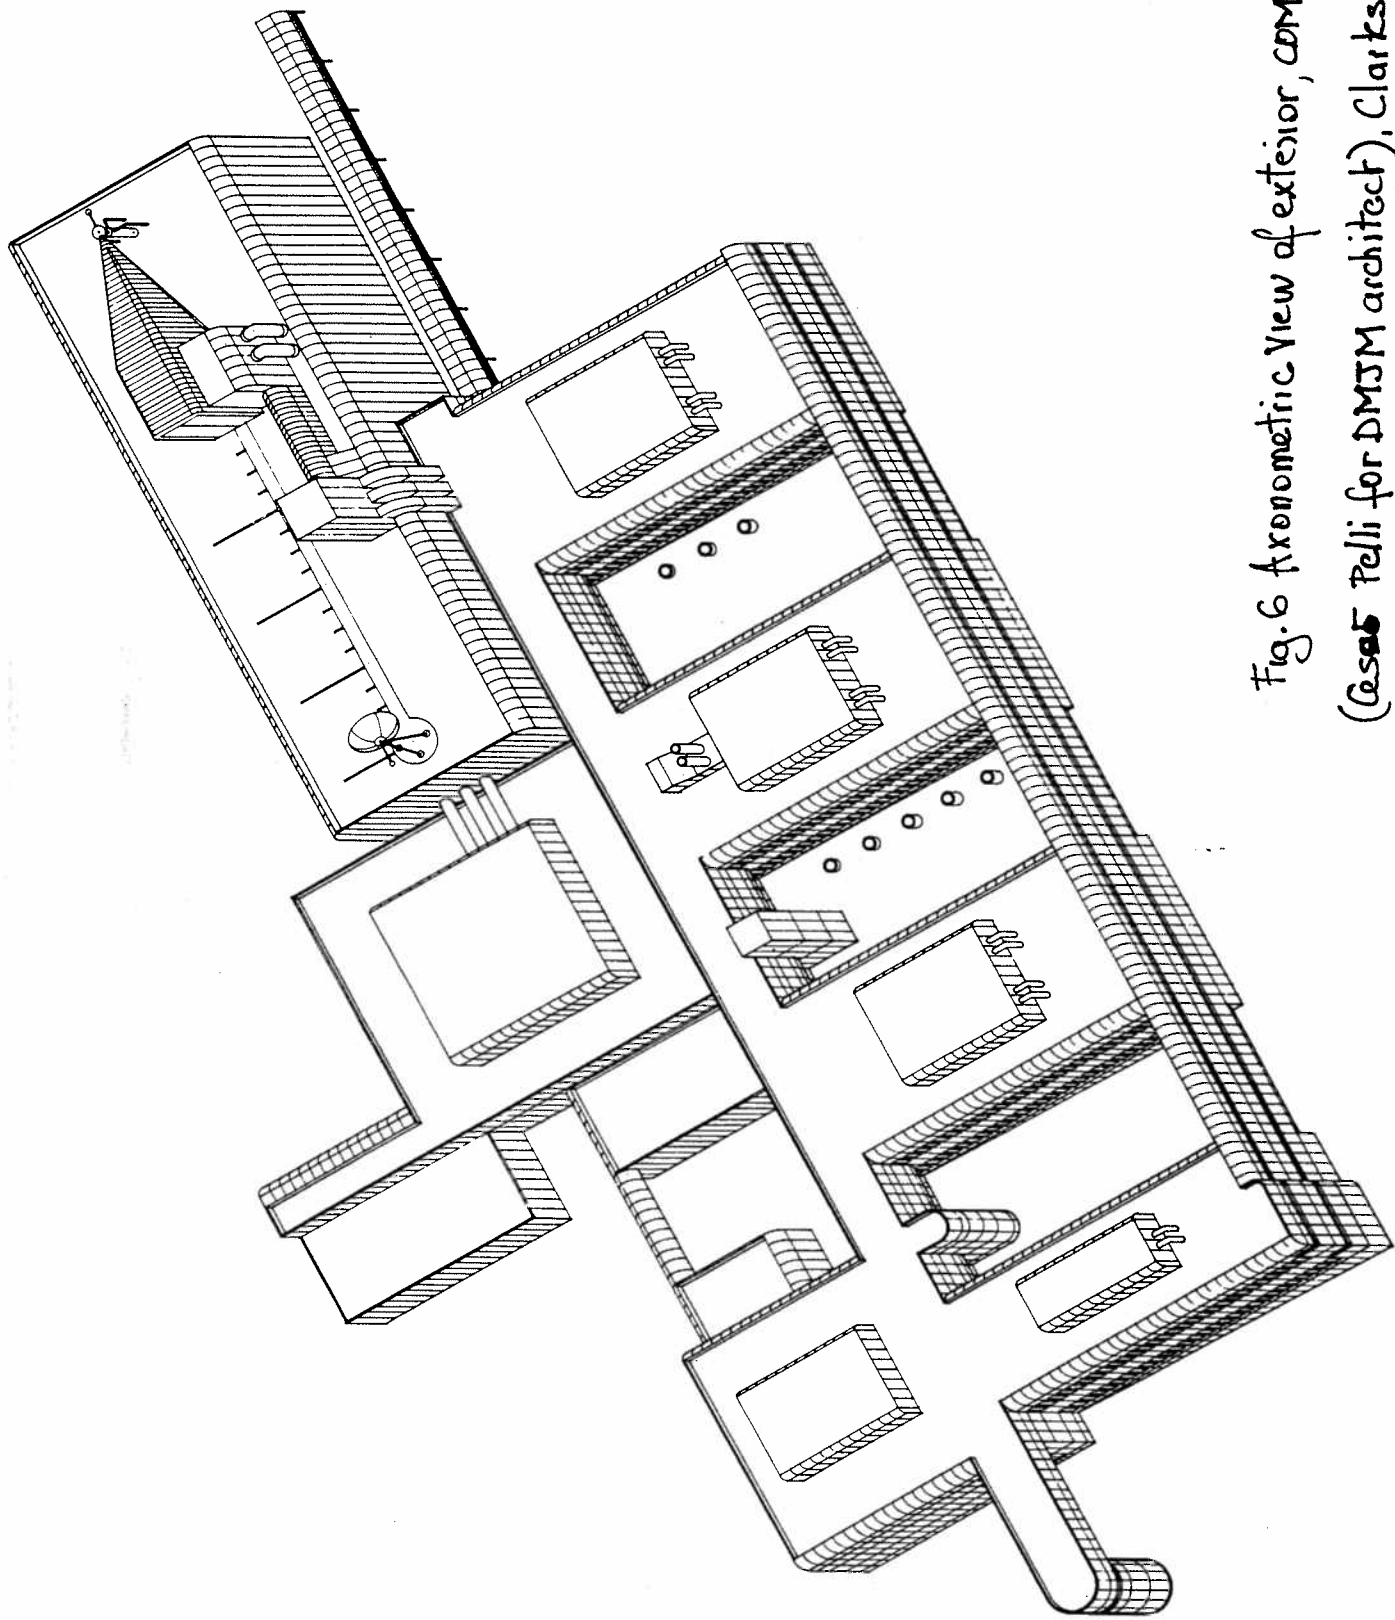 Fig. 6 Axonometric View of exterior, COM
(Cesar Pelli for DMJM architect), Clarks